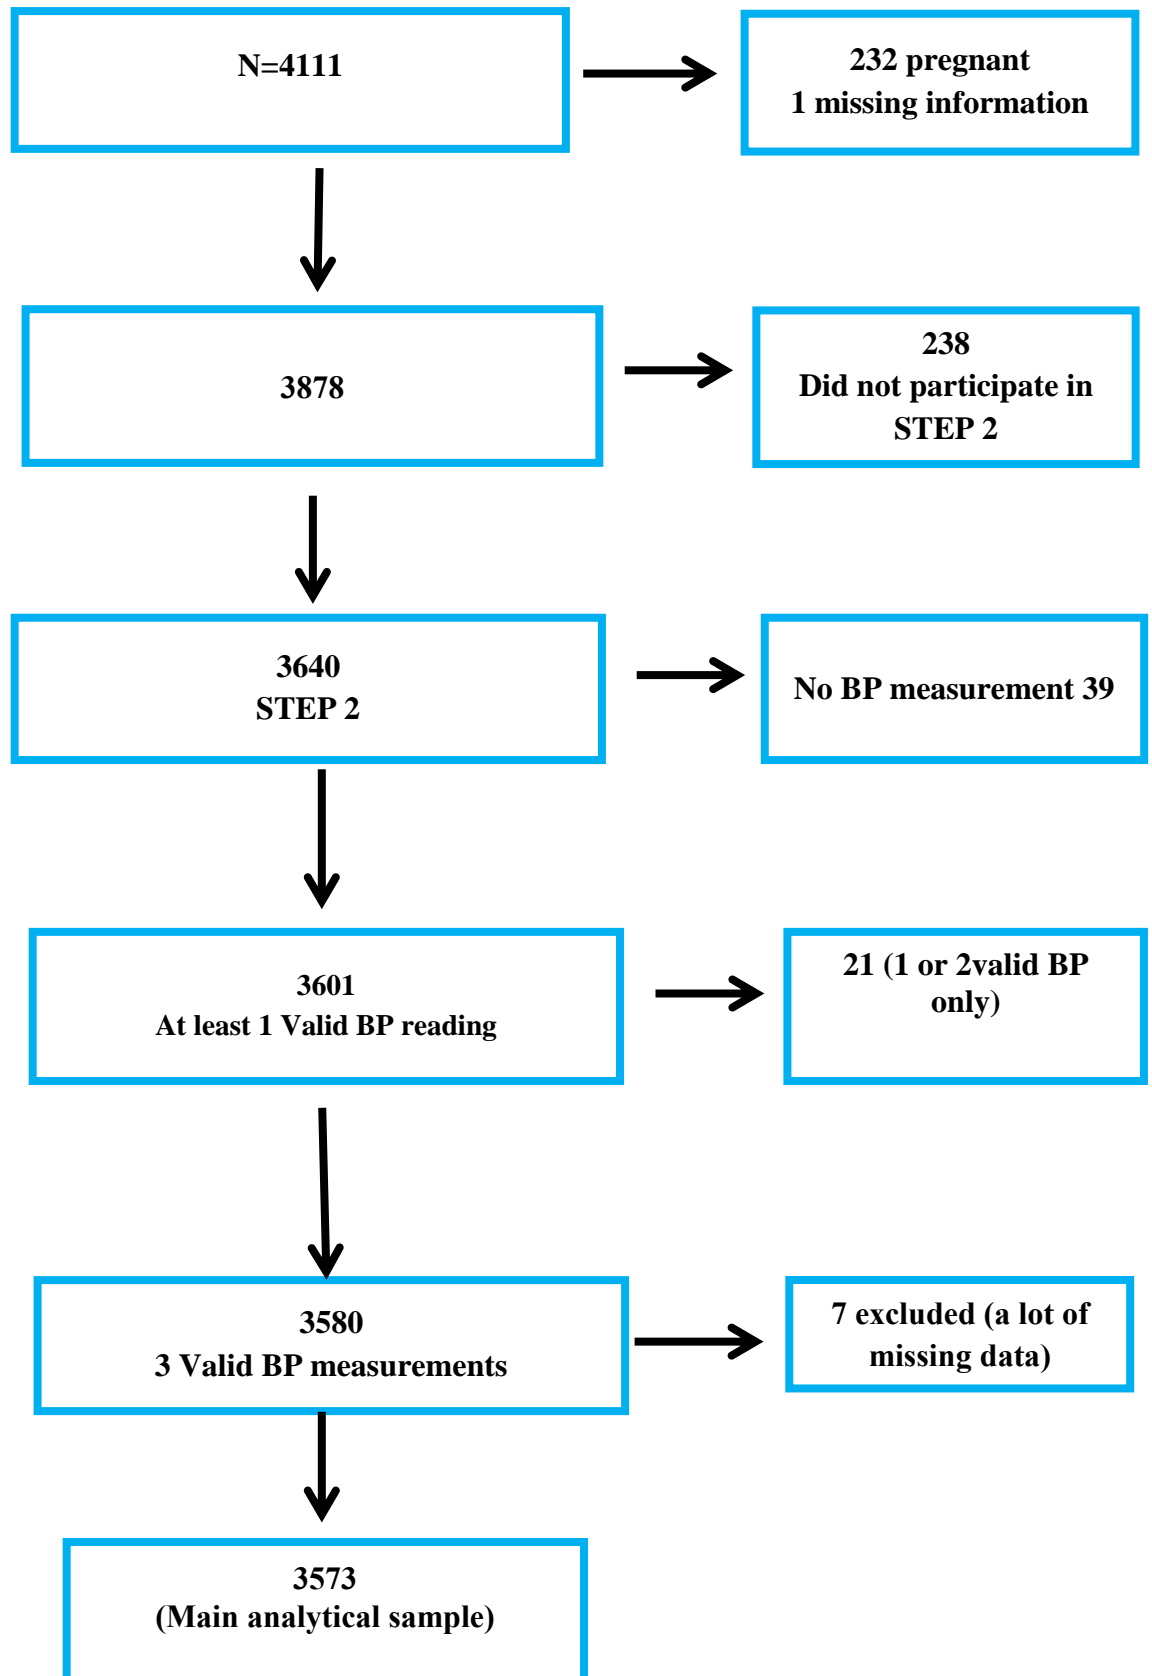 N=4111
232 pregnant
1 missing information
3878
238
Did not participate in
STEP 2
3640
STEP 2
No BP measurement 39
3601
At least 1 Valid BP reading
21 (1 or 2valid BP
only)
3580
3 Valid BP measurements
7 excluded (a lot of
missing data)
3573
(Main analytical sample)